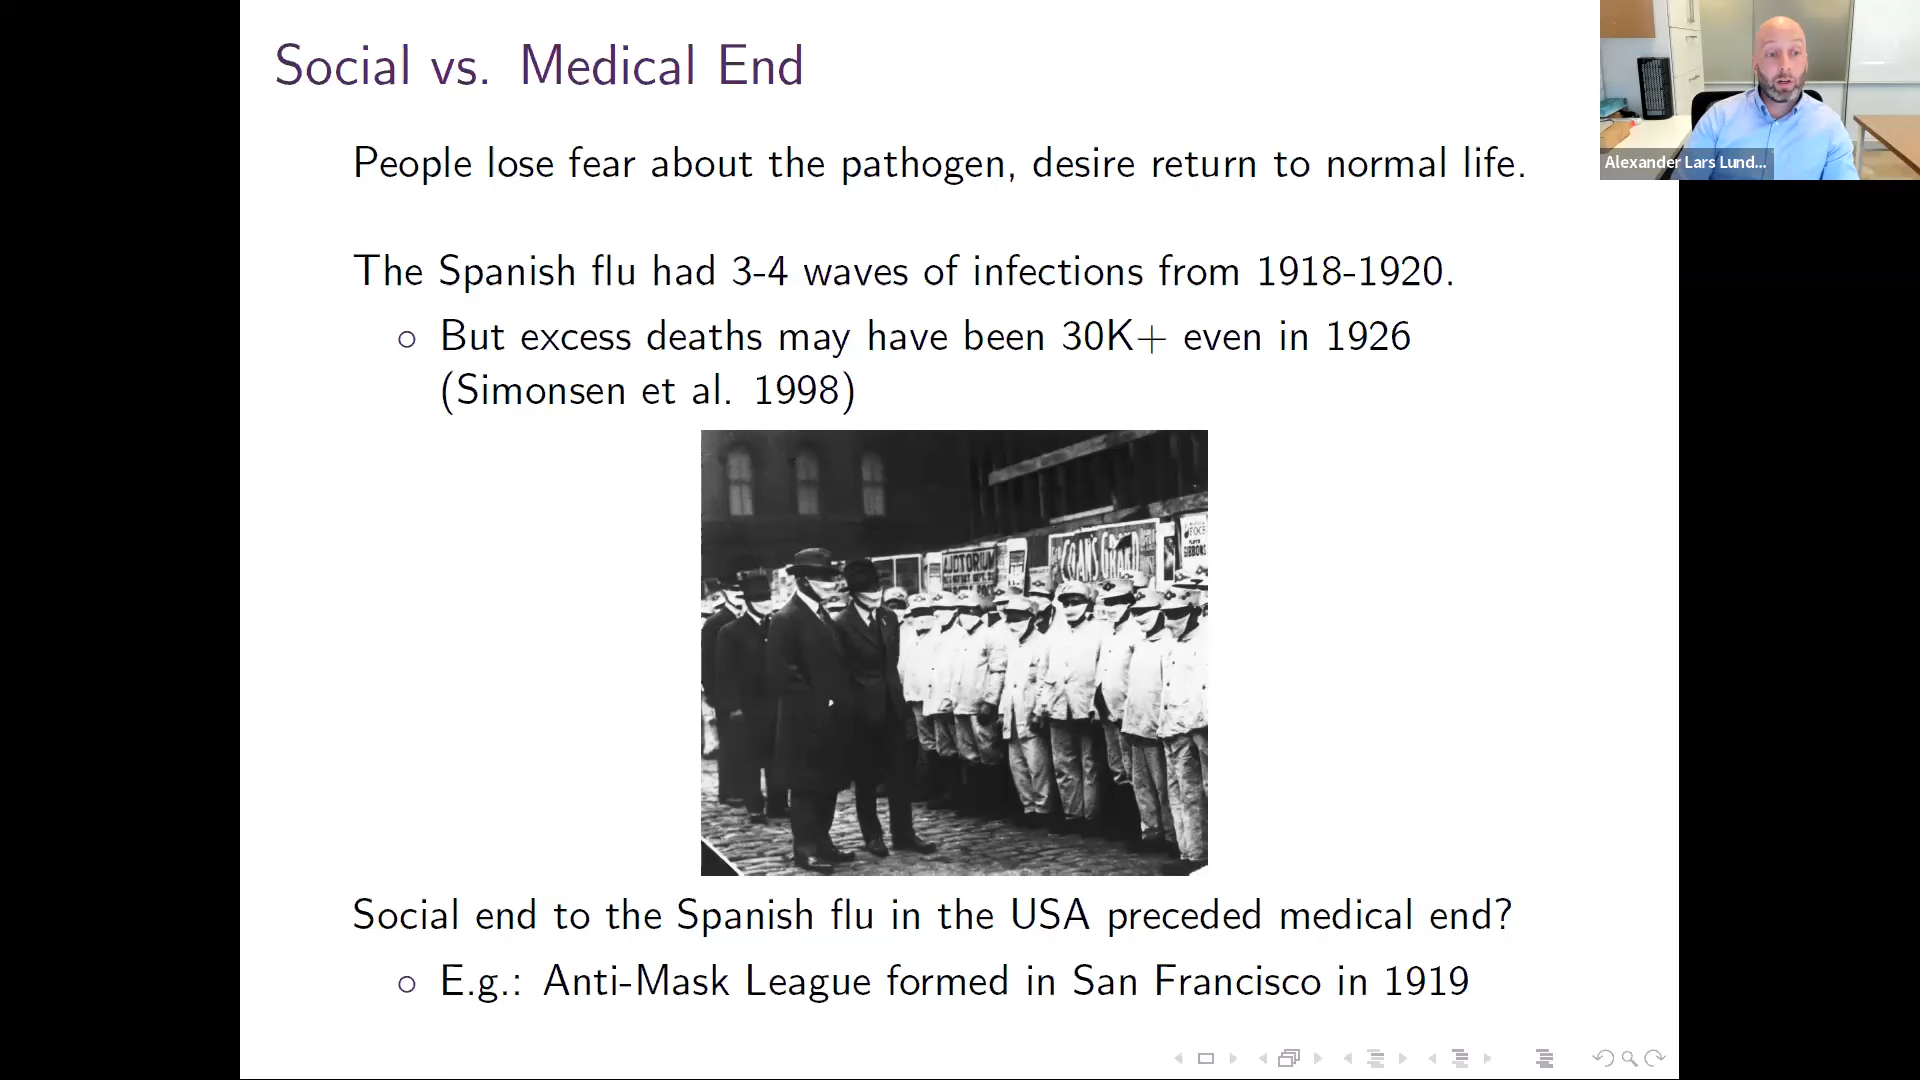 Social vs. Medical End
Alexander Lars Lund...
People lose fear about the pathogen, desire return to normal life.
The Spanish flu had 3-4 waves of infections from 1918-1920.
○ But excess deaths may have been 30K+ even in 1926
(Simonsen et al. 1998)
AUDTORIUM
GIBBONS
Social end to the Spanish flu in the USA preceded medical end?
○ E.g.: Anti-Mask League formed in San Francisco in 1919